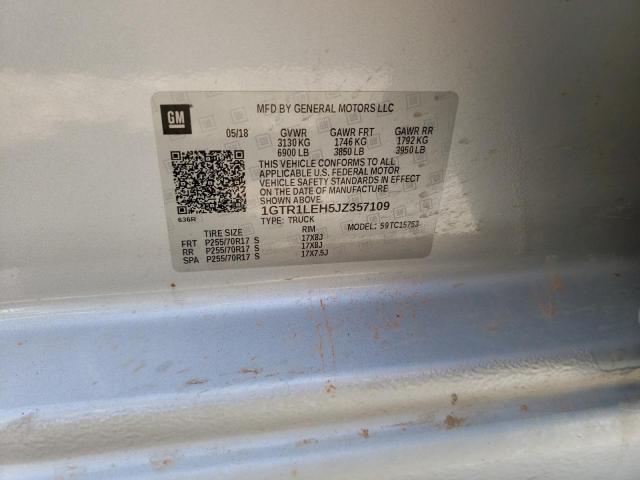 GM
MFD BY GENERAL MOTORS LLC
05/18 GVWR GAWR FRT GAWR RR
3130 KG 1746 KG 1792 KG
6900 LB 3850 LB 3950 LB
THIS VEHICLE CONFORMS TO ALL
APPLICABLE U.S. FEDERAL MOTOR
VEHICLE SAFETY STANDARDS IN EFFECT ON THE
DATE OF MANUFACTURE SHOWN ABOVE.
1GTR1LEH5JZ357109
636R
TYPE: TRUCK MODEL: 59TC15753
TIRE SIZE RIM
FRT P255/70R17 S 17X8J
RR P255/70R17 S 17X8J
SPA P255/70R17 S 17X7.5J